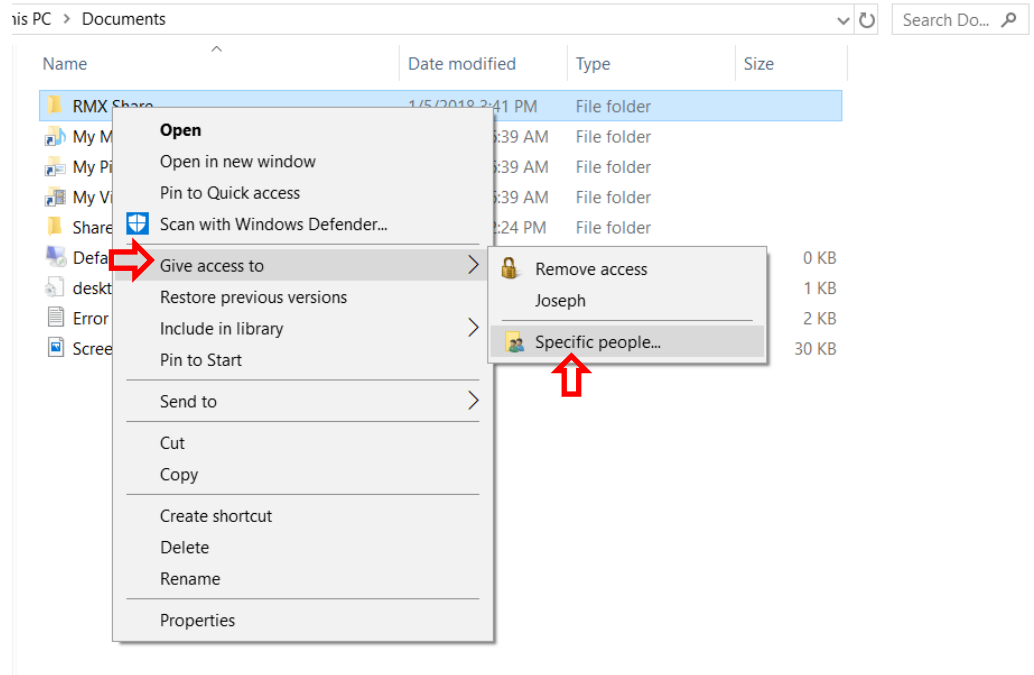 his PC > Documents
Search Do...
Name Date modified Type Size
RMX Share 1/5/2018 3:41 PM File folder
My M 5:39 AM File folder
My Pi 5:39 AM File folder
My Vi 5:39 AM File folder
Share 2:24 PM File folder
Defa 0 KB
deskt 1 KB
Error 2 KB
Scree 30 KB
Open
Open in new window
Pin to Quick access
Scan with Windows Defender...
Give access to
Restore previous versions
Include in library
Pin to Start
Send to
Cut
Copy
Create shortcut
Delete
Rename
Properties
Remove access
Joseph
Specific people...